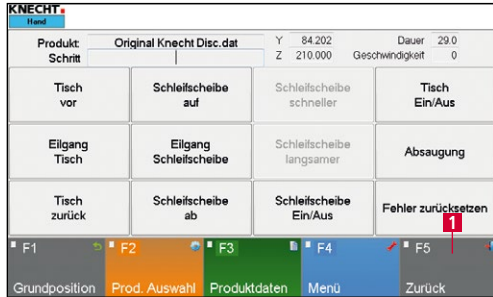 KNECHT
Hand
Produkt: Original Knecht Disc.dat Y 84.202 Dauer 29.0
Schritt Z 210.000 Geschwindigkeit 0
Tisch vor
Schleifscheibe auf
Schleifscheibe schneller
Tisch Ein/Aus
Eilgang Tisch
Eilgang Schleifscheibe
Schleifscheibe langsamer
Absaugung
Tisch zurück
Schleifscheibe ab
Schleifscheibe Ein/Aus
Fehler zurücksetzen
1
F1 F2 F3 F4 F5
Grundposition Prod. Auswahl Produktdaten Menü Zurück